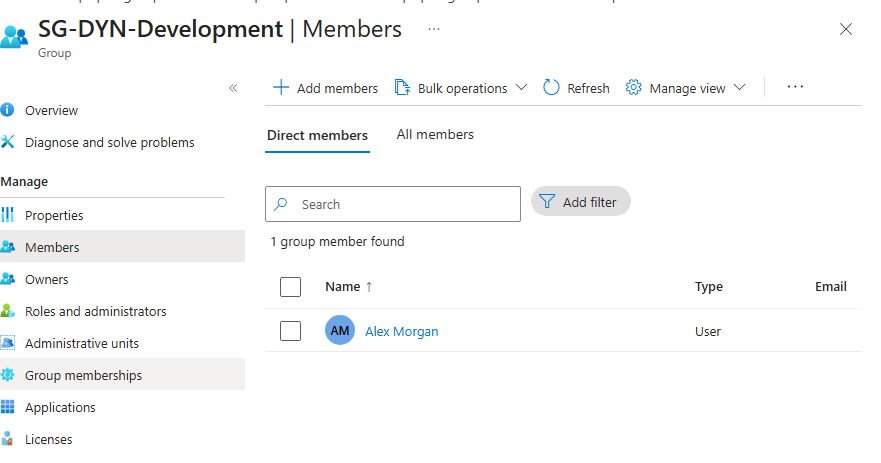 SG-DYN-Development | Members ...
Group
«
Overview
Diagnose and solve problems
Manage
Properties
Members
Owners
Roles and administrators
Administrative units
Group memberships
Applications
Licenses
Add members Bulk operations Refresh Manage view ...
Direct members All members
Search Add filter
1 group member found
Name ↑ Type Email
AM Alex Morgan User